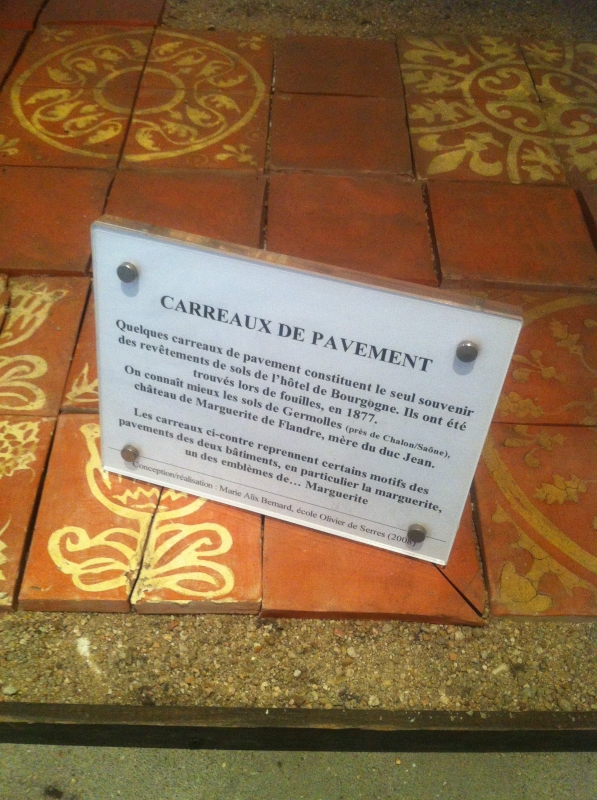 CARREAUX DE PAVEMENT
Quelques carreaux de pavement constituent le seul souvenir
des revêtements de sols de l'hôtel de Bourgogne. Ils ont été
trouvés lors de fouilles, en 1877.
On connaît mieux les sols de Germolles (près de Chalon/Saône),
château de Marguerite de Flandre, mère du duc Jean.
Les carreaux ci-contre reprennent certains motifs des
pavements des deux bâtiments, en particulier la marguerite,
un des emblèmes de... Marguerite
Conception/réalisation : Marie Alix Bernard, école Olivier de Serres (2008)